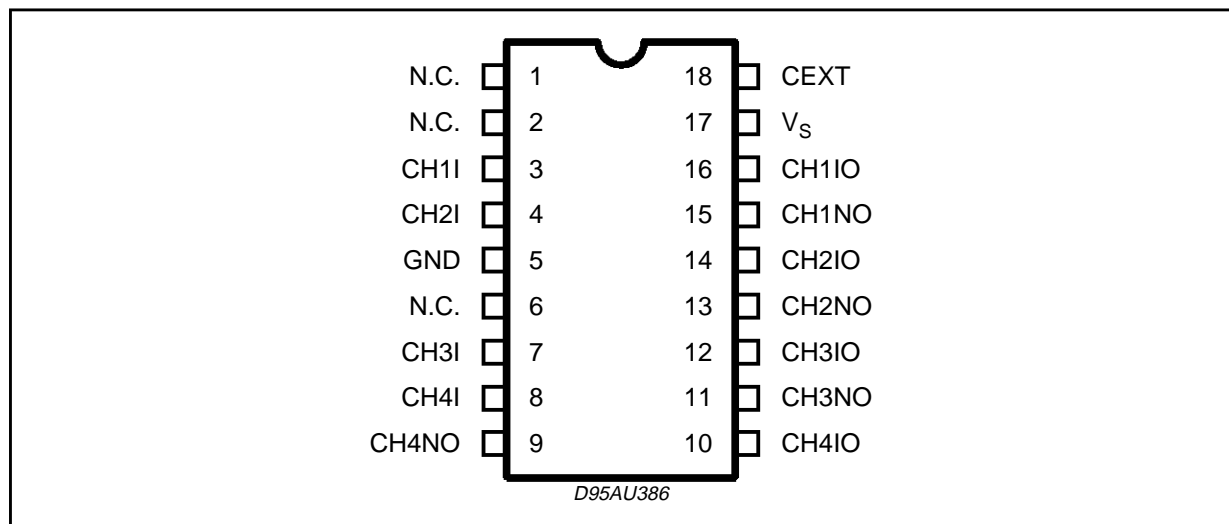 N.C. 1 18 CEXT
N.C. 2 17 VS
CH1I 3 16 CH1IO
CH2I 4 15 CH1NO
GND 5 14 CH2IO
N.C. 6 13 CH2NO
CH3I 7 12 CH3IO
CH4I 8 11 CH3NO
CH4NO 9 10 CH4IO
D95AU386